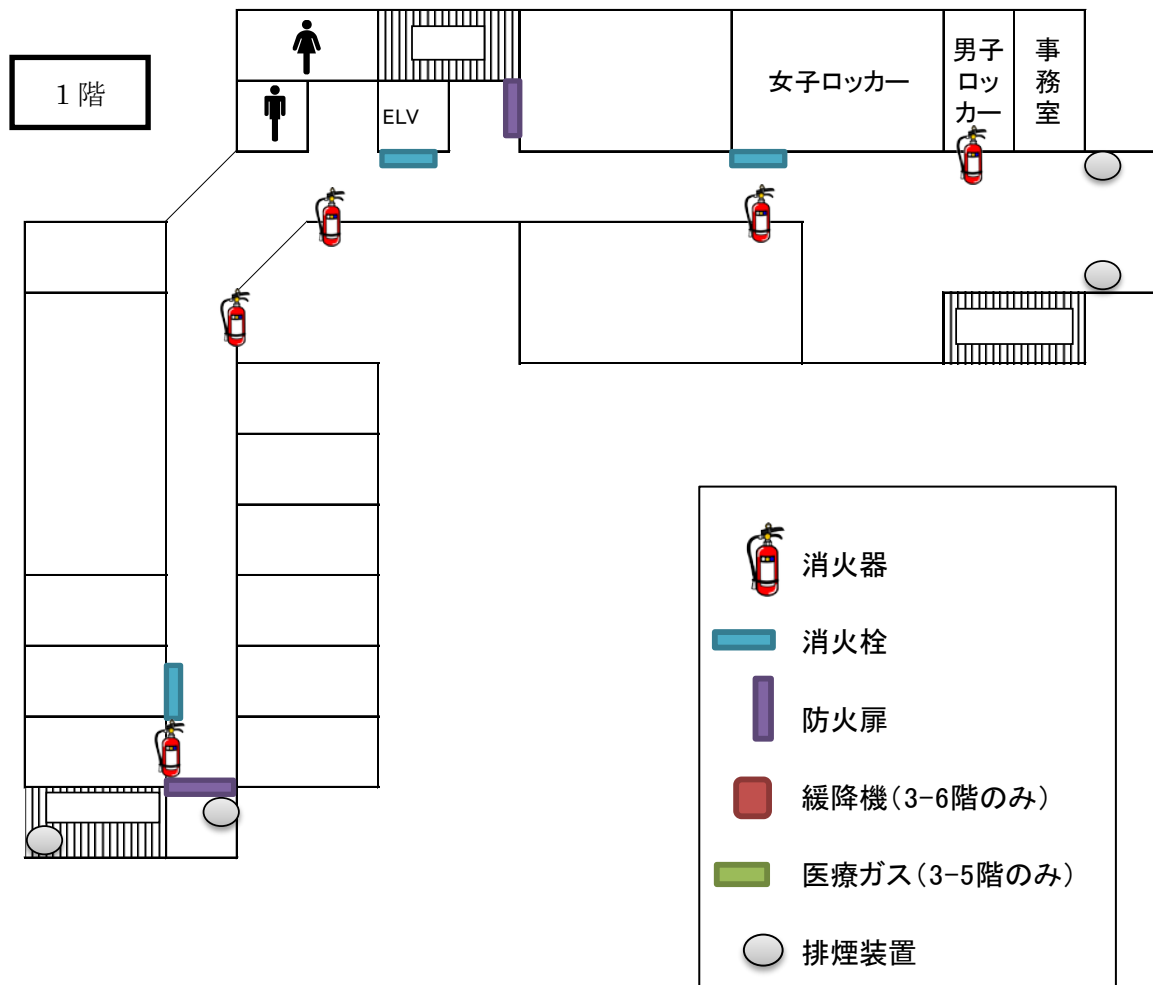 1階
ELV
女子ロッカー
男子
ロッ
カー
事
務
室
消火器
消火栓
防火扉
緩降機(3-6階のみ)
医療ガス(3-5階のみ)
排煙装置